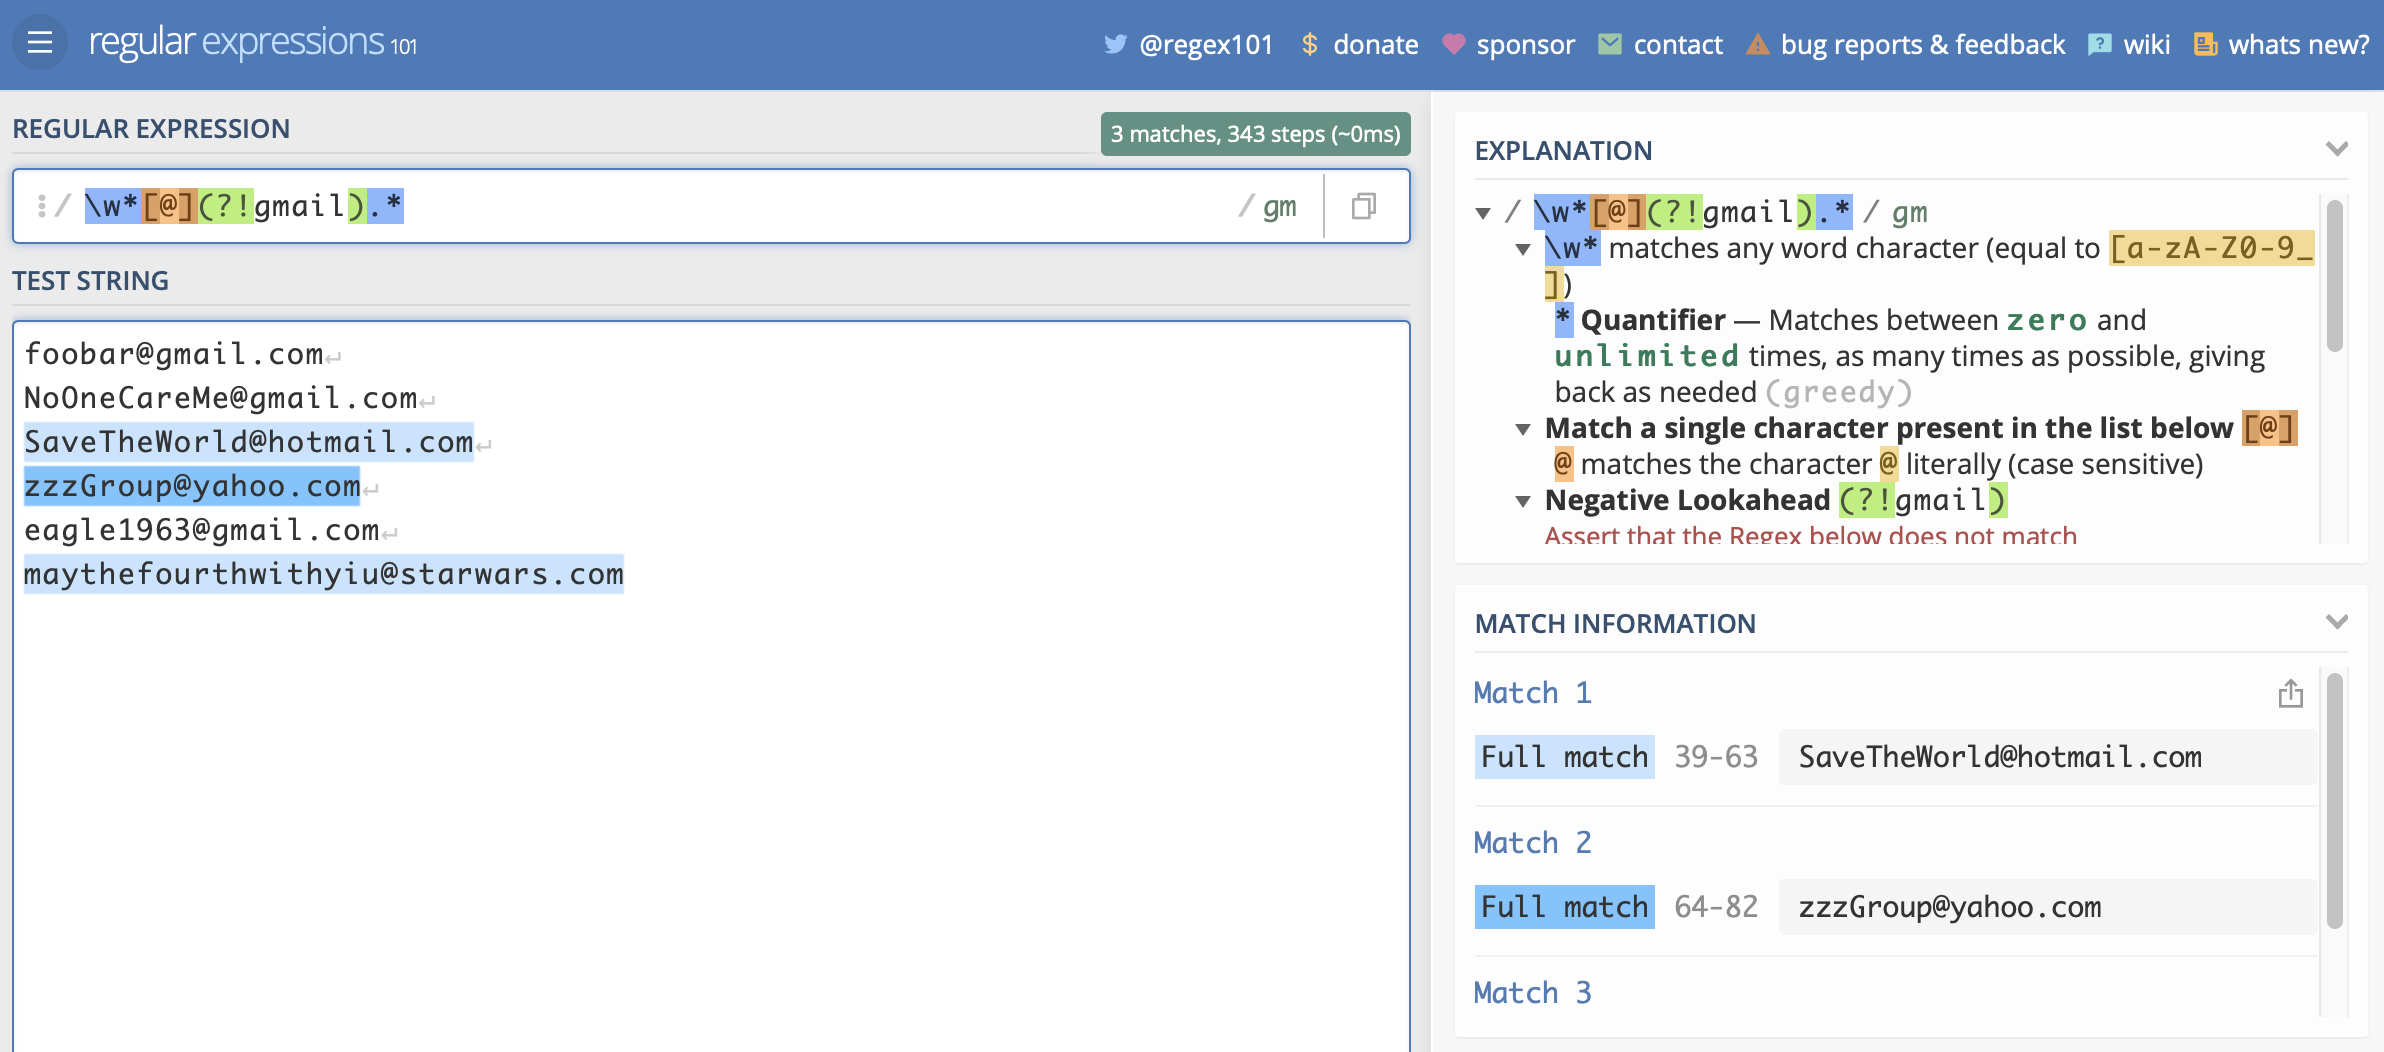 regular expressions 101
@regex101 $ donate sponsor contact bug reports & feedback wiki whats new?
REGULAR EXPRESSION
3 matches, 343 steps (~0ms)
/ \w*[@](?!gmail).* / gm
TEST STRING
foobar@gmail.com↵
NoOneCareMe@gmail.com↵
SaveTheWorld@hotmail.com↵
zzzGroup@yahoo.com↵
eagle1963@gmail.com↵
maythefourthwithyiu@starwars.com
EXPLANATION
/ \w*[@](?!gmail).* / gm
\w* matches any word character (equal to [a-zA-Z0-9_
])
* Quantifier — Matches between zero and
unlimited times, as many times as possible, giving
back as needed (greedy)
Match a single character present in the list below [@]
@ matches the character @ literally (case sensitive)
Negative Lookahead (?!gmail)
Assert that the Regex below does not match
MATCH INFORMATION
Match 1
Full match 39-63 SaveTheWorld@hotmail.com
Match 2
Full match 64-82 zzzGroup@yahoo.com
Match 3